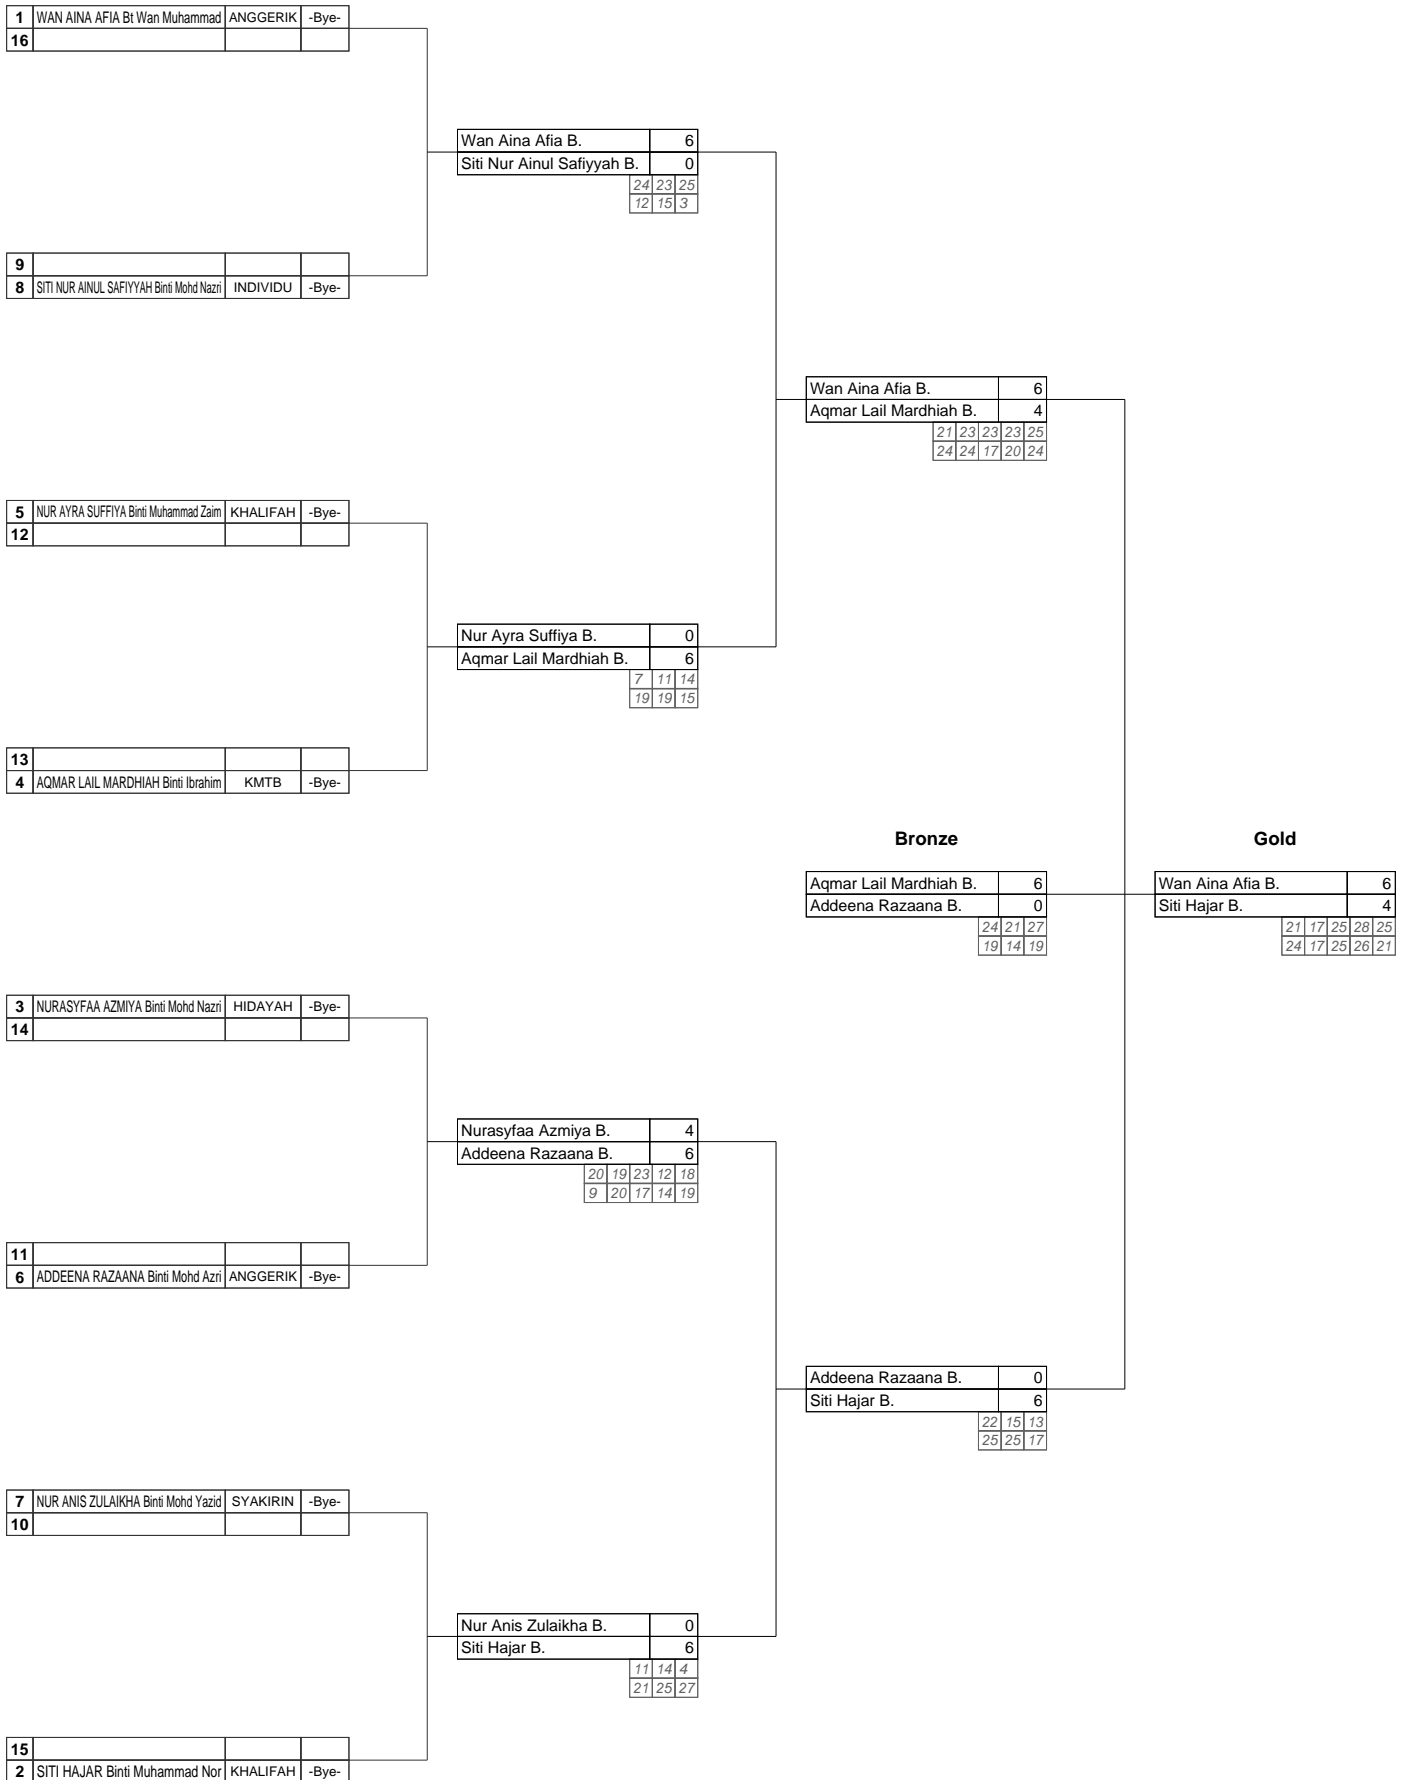 1 WAN AINA AFIA Bt Wan Muhammad ANGGERIK -Bye-
16
Wan Aina Afia B. 6
Siti Nur Ainul Safiyyah B. 0
24 23 25
12 15 3
9
8 SITI NUR AINUL SAFIYYAH Binti Mohd Nazri INDIVIDU -Bye-
Wan Aina Afia B. 6
Aqmar Lail Mardhiah B. 4
21 23 23 23 25
24 24 17 20 24
5 NUR AYRA SUFFIYA Binti Muhammad Zaim KHALIFAH -Bye-
12
Nur Ayra Suffiya B. 0
Aqmar Lail Mardhiah B. 6
7 11 14
19 19 15
13
4 AQMAR LAIL MARDHIAH Binti Ibrahim KMTB -Bye-
Bronze Gold
Aqmar Lail Mardhiah B. 6 Wan Aina Afia B. 6
Addeena Razaana B. 0 Siti Hajar B. 4
24 21 27 21 17 25 28 25
19 14 19 24 17 25 26 21
3 NURASYFAA AZMIYA Binti Mohd Nazri HIDAYAH -Bye-
14
Nurasyfaa Azmiya B. 4
Addeena Razaana B. 6
20 19 23 12 18
9 20 17 14 19
11
6 ADDEENA RAZAANA Binti Mohd Azri ANGGERIK -Bye-
Addeena Razaana B. 0
Siti Hajar B. 6
22 15 13
25 25 17
7 NUR ANIS ZULAIKHA Binti Mohd Yazid SYAKIRIN -Bye-
10
Nur Anis Zulaikha B. 0
Siti Hajar B. 6
11 14 4
21 25 27
15
2 SITI HAJAR Binti Muhammad Nor KHALIFAH -Bye-